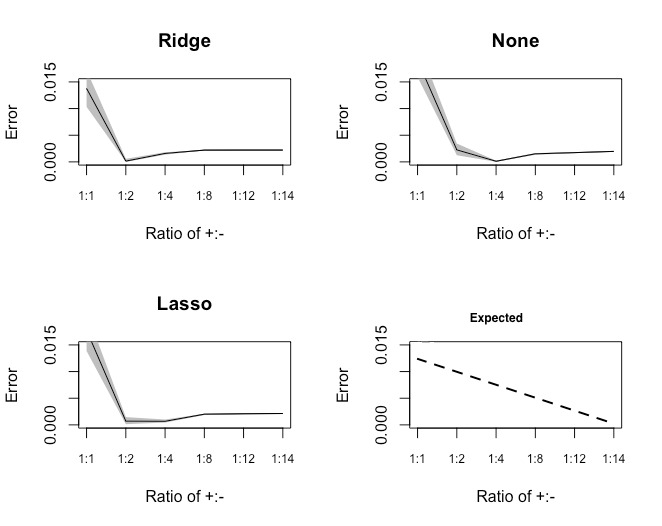 Ridge
Error
0.015
0.000
1:1 1:2 1:4 1:8 1:12 1:14
Ratio of +:-
None
Error
0.015
0.000
1:1 1:2 1:4 1:8 1:12 1:14
Ratio of +:-
Lasso
Error
0.015
0.000
1:1 1:2 1:4 1:8 1:12 1:14
Ratio of +:-
Expected
Error
0.015
0.000
1:1 1:2 1:4 1:8 1:12 1:14
Ratio of +:-